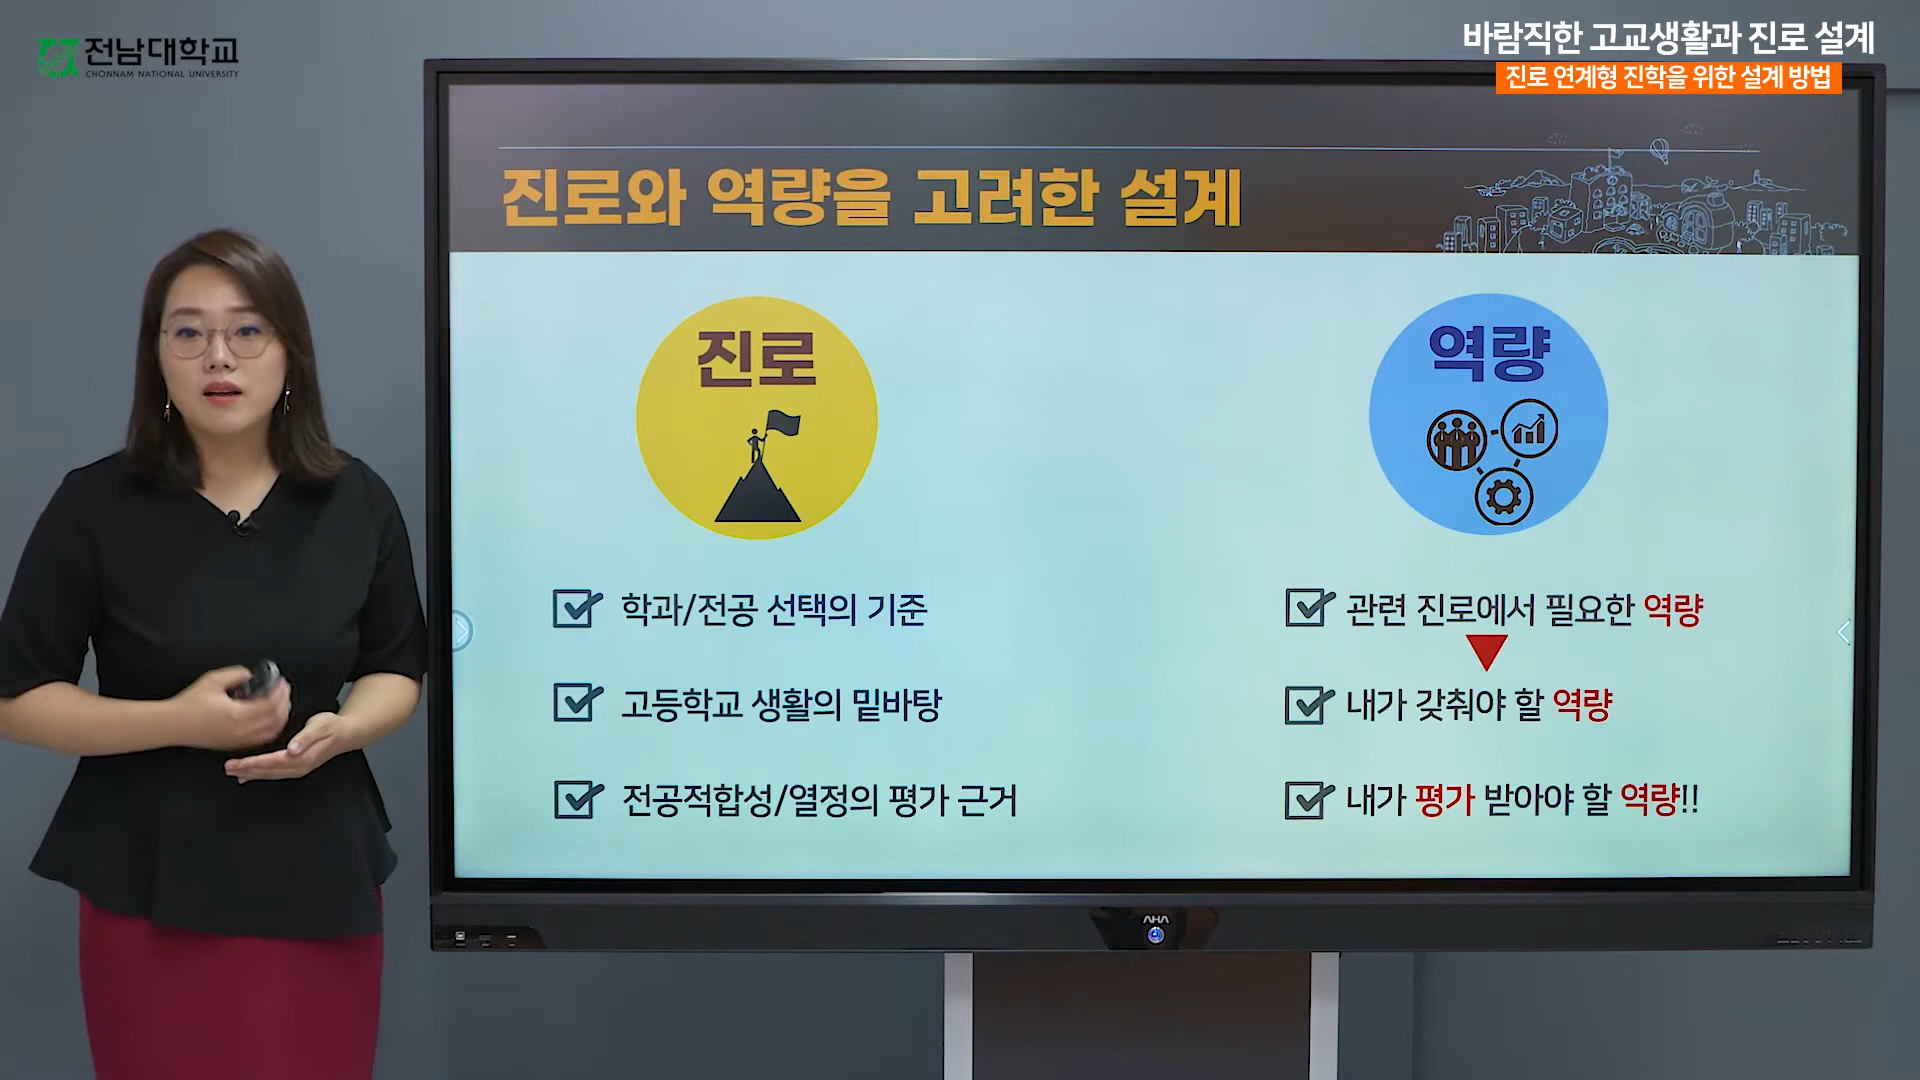 전남대학교
CHONNAM NATIONAL UNIVERSITY
바람직한 고교생활과 진로 설계
진로 연계형 진학을 위한 설계 방법
진로와 역량을 고려한 설계
진로
학과/전공 선택의 기준
고등학교 생활의 밑바탕
전공적합성/열정의 평가 근거
역량
관련 진로에서 필요한 역량
내가 갖춰야 할 역량
내가 평가 받아야 할 역량!!
AHA